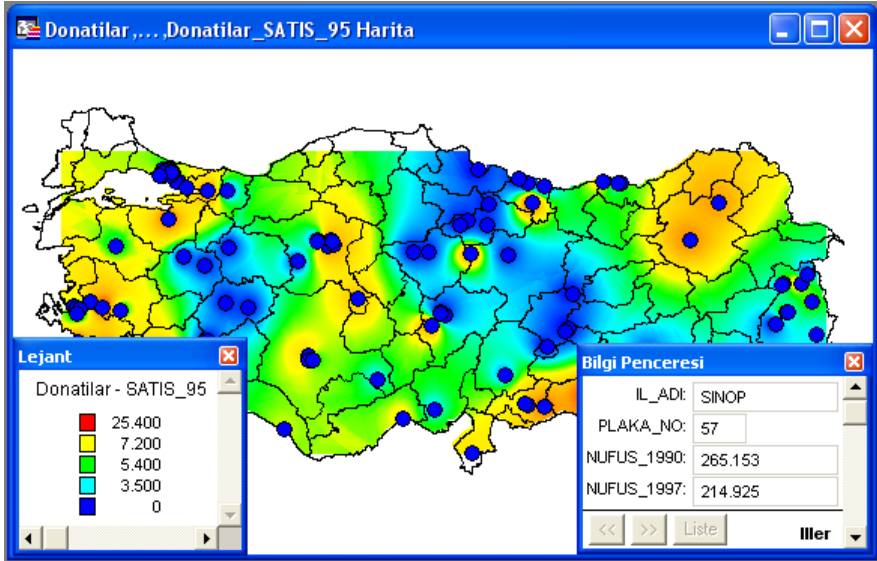 Donatilar ,... ,Donatilar_SATIS_95 Harita
Lejant
Donatilar - SATIS_95
25.400
7.200
5.400
3.500
0
Bilgi Penceresi
IL_ADI: SINOP
PLAKA_NO: 57
NUFUS_1990: 265.153
NUFUS_1997: 214.925
<< >> Liste Iller